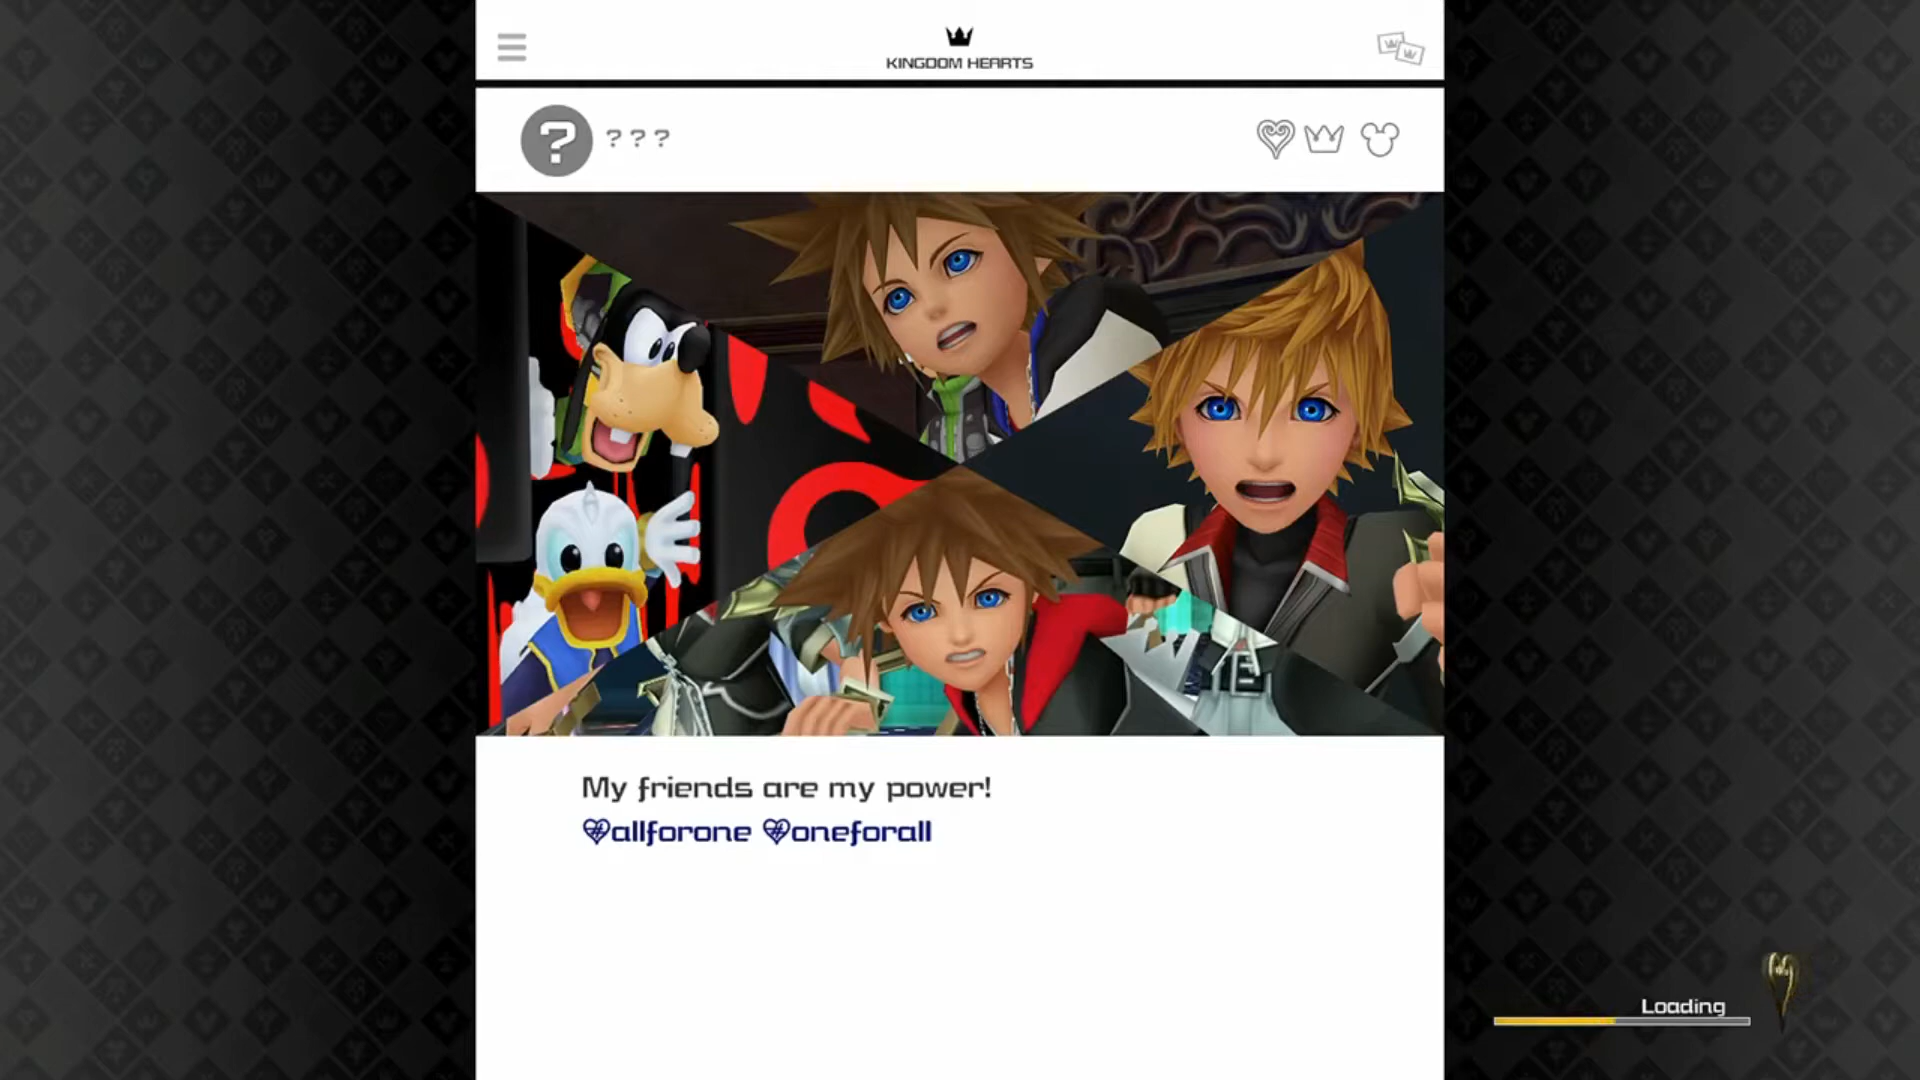 KINGDOM HEARTS
? ? ? ?
My friends are my power!
#allforone #oneforall
Loading